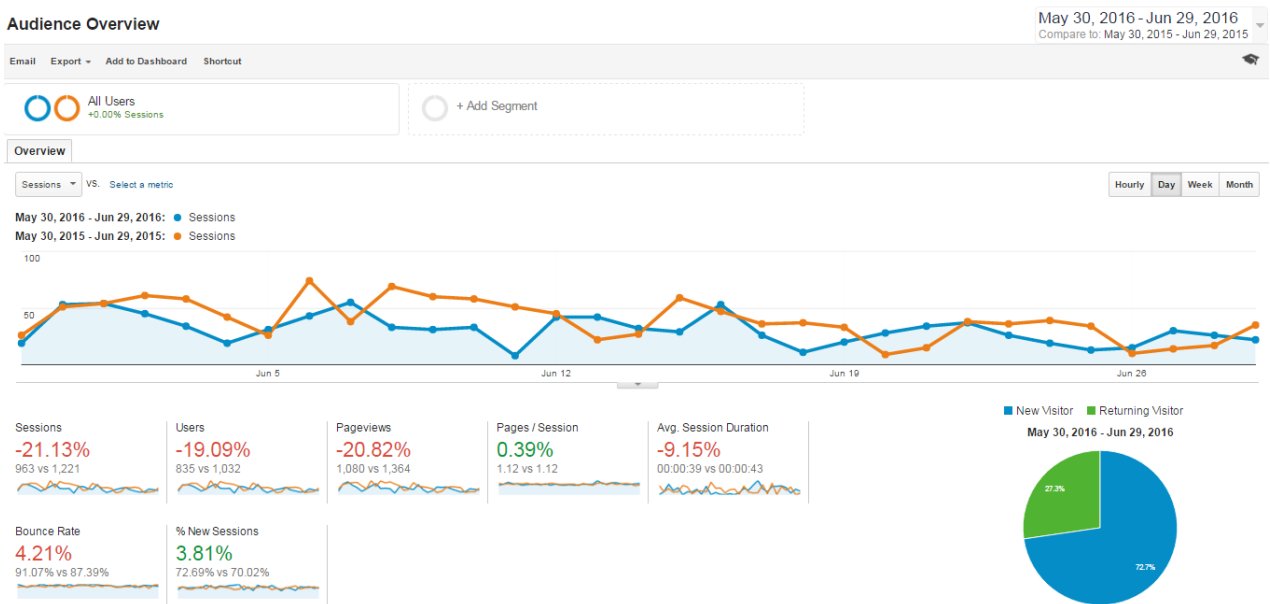 Audience Overview
May 30, 2016 - Jun 29, 2016
Compare to: May 30, 2015 - Jun 29, 2015
Email Export Add to Dashboard Shortcut
All Users
+0.00% Sessions
+ Add Segment
Overview
Sessions VS. Select a metric
Hourly Day Week Month
May 30, 2016 - Jun 29, 2016: Sessions
May 30, 2015 - Jun 29, 2015: Sessions
100
50
Jun 5 Jun 12 Jun 19 Jun 26
New Visitor Returning Visitor
May 30, 2016 - Jun 29, 2016
Sessions Users Pageviews Pages / Session Avg. Session Duration
-21.13% -19.09% -20.82% 0.39% -9.15%
963 vs 1,221 835 vs 1,032 1,080 vs 1,364 1.12 vs 1.12 00:00:39 vs 00:00:43
27.3%
Bounce Rate % New Sessions
4.21% 3.81%
91.07% vs 87.39% 72.69% vs 70.02%
72.7%